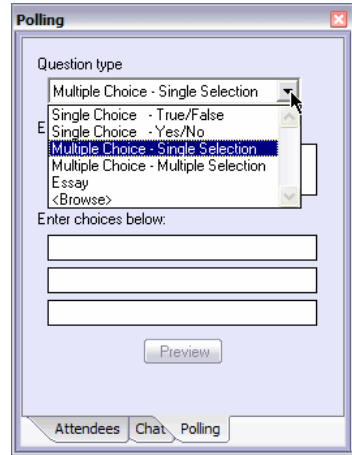 Polling
Question type
Multiple Choice - Single Selection
Single Choice - True/False
E
Single Choice - Yes/No
Multiple Choice - Single Selection
Multiple Choice - Multiple Selection
Essay
<Browse>
Enter choices below:
Preview
Attendees Chat Polling